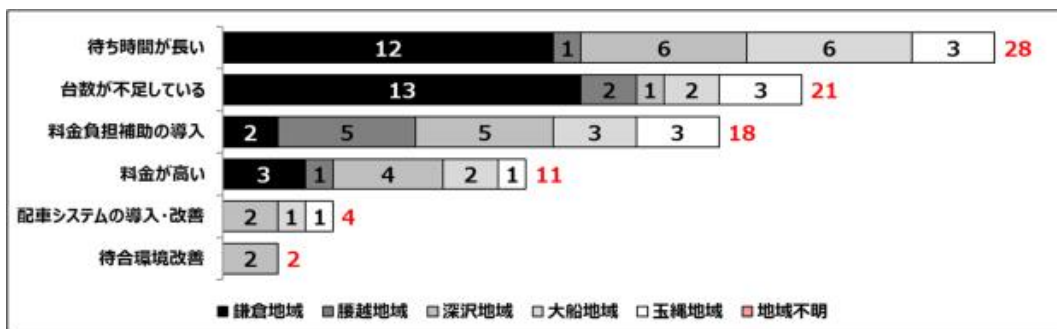 待ち時間が長い 12 1 6 6 3 28
台数が不足している 13 2 1 2 3 21
料金負担補助の導入 2 5 5 3 3 18
料金が高い 3 1 4 2 1 11
配車システムの導入・改善 2 1 1 4
待合環境改善 2 2
鎌倉地域 腰越地域 深沢地域 大船地域 玉縄地域 地域不明